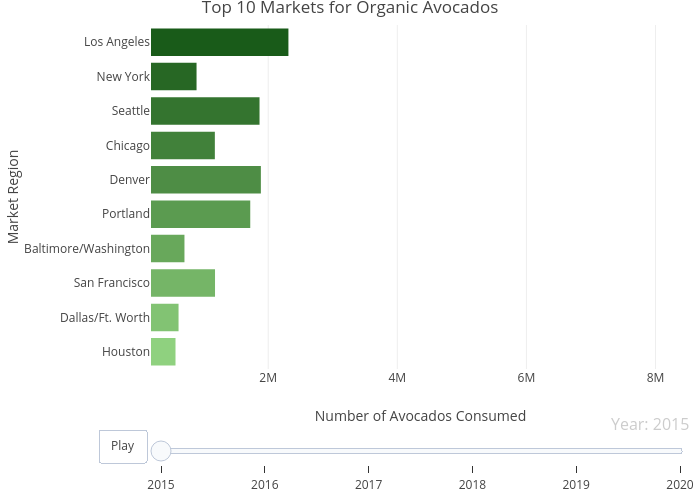 Top 10 Markets for Organic Avocados
Market Region
Los Angeles
New York
Seattle
Chicago
Denver
Portland
Baltimore/Washington
San Francisco
Dallas/Ft. Worth
Houston
2M 4M 6M 8M
Number of Avocados Consumed
Year: 2015
Play
2015 2016 2017 2018 2019 2020